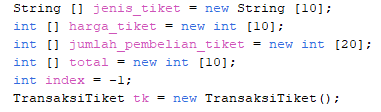 String [] jenis_tiket = new String [10];
int [] harga_tiket = new int [10];
int [] jumlah_pembelian_tiket = new int [20];
int [] total = new int [10];
int index = -1;
TransaksiTiket tk = new TransaksiTiket();